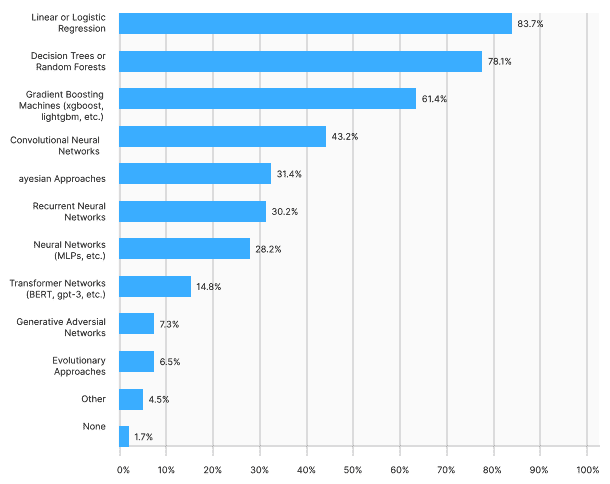 Linear or Logistic
Regression
83.7%
Decision Trees or
Random Forests
78.1%
Gradient Boosting
Machines (xgboost,
lightgbm, etc.)
61.4%
Convolutional Neural
Networks
43.2%
ayesian Approaches
31.4%
Recurrent Neural
Networks
30.2%
Neural Networks
(MLPs, etc.)
28.2%
Transformer Networks
(BERT, gpt-3, etc.)
14.8%
Generative Adversial
Networks
7.3%
Evolutionary
Approaches
6.5%
Other
4.5%
None
1.7%
0% 10% 20% 30% 40% 50% 60% 70% 80% 90% 100%